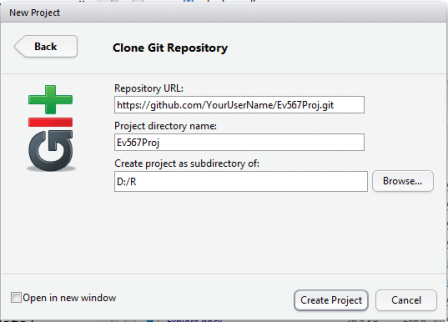 New Project
Back
Clone Git Repository
Repository URL:
https://github.com/YourUserName/Ev567Proj.git
Project directory name:
Ev567Proj
Create project as subdirectory of:
D:/R
Browse...
git
Open in new window
Create Project
Cancel